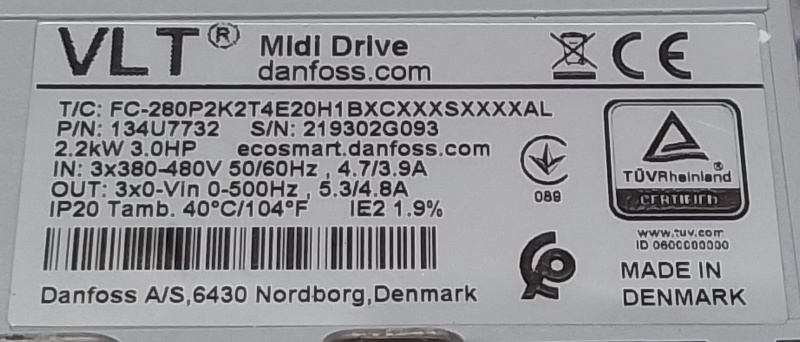 VLT® Midi Drive
danfoss.com
T/C: FC-280P2K2T4E20H1BXCXXXSXXXXAL
P/N: 134U7732 S/N: 219302G093
2.2kW 3.0HP ecosmart.danfoss.com
IN: 3x380-480V 50/60Hz , 4.7/3.9A
OUT: 3x0-Vin 0-500Hz , 5.3/4.8A
IP20 Tamb. 40°C/104°F IE2 1.9%
Danfoss A/S,6430 Nordborg,Denmark
CE
089
TÜVRheinland®
CERTIFIED
www.tuv.com
ID 0600000000
MADE IN
DENMARK